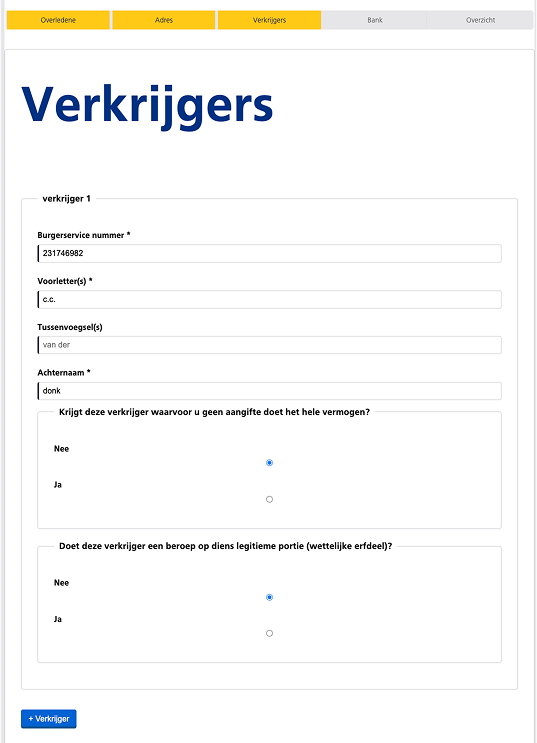 Overledene
Adres
Verkrijgers
Bank
Overzicht
Verkrijgers
verkrijger 1
Burgerservice nummer *
231746982
Voorletter(s) *
c.c.
Tussenvoegsel(s)
van der
Achternaam *
donk
Krijgt deze verkrijger waarvoor u geen aangifte doet het hele vermogen?
Nee
Ja
Doet deze verkrijger een beroep op diens legitieme portie (wettelijke erfdeel)?
Nee
Ja
+ Verkrijger